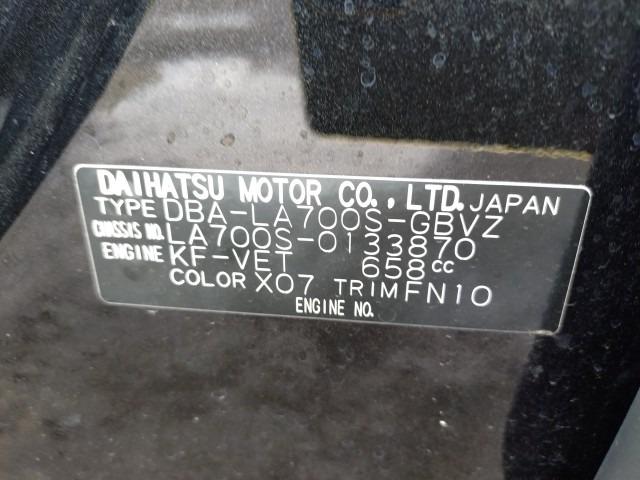 DAIHATSU MOTOR CO., LTD. JAPAN
TYPE DBA-LA700S-GBVZ
CHASSIS NO. LA700S-0133870
ENGINE KF-VET 658cc
COLOR X07 TRIM FN10
ENGINE NO.